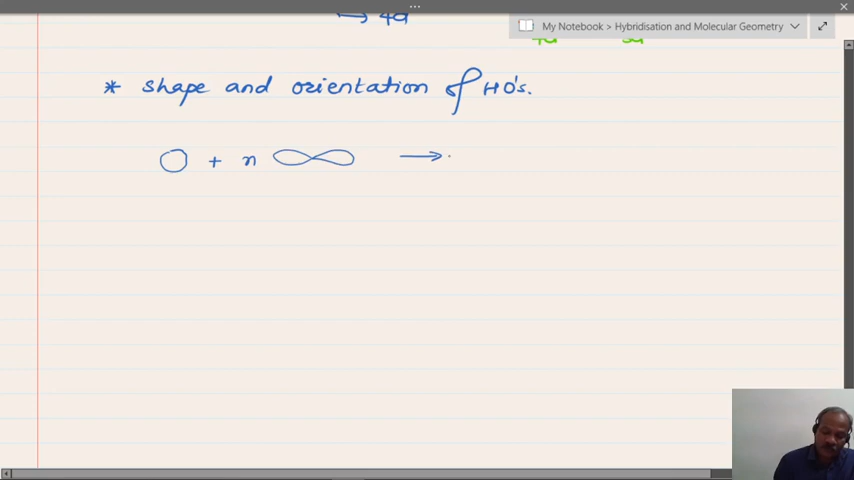 My Notebook > Hybridisation and Molecular Geometry
* shape and orientation of HO's.
+ n →